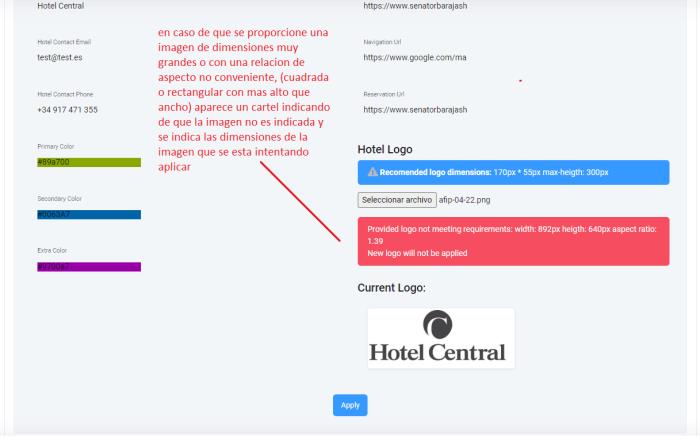 Hotel Central
https://www.senatorbarajash
en caso de que se proporcione una
imagen de dimensiones muy
grandes o con una relacion de
aspecto no conveniente, (cuadrada
o rectangular con mas alto que
ancho) aparece un cartel indicando
de que la imagen no es indicada y
se indica las dimensiones de la
imagen que se esta intentando
aplicar
Hotel Contact Email
test@test.es
Navigation Url
https://www.google.com/ma
Hotel Contact Phone
+34 917 471 355
Reservation Url
https://www.senatorbarajash
Primary Color
#89a700
Secondary Color
#0063A7
Extra Color
#9700a7
Hotel Logo
Recomended logo dimensions: 170px * 55px max-heigth: 300px
Seleccionar archivo afip-04-22.png
Provided logo not meeting requirements: width: 892px heigth: 640px aspect ratio:
1.39
New logo will not be applied
Current Logo:
Hotel Central
Apply